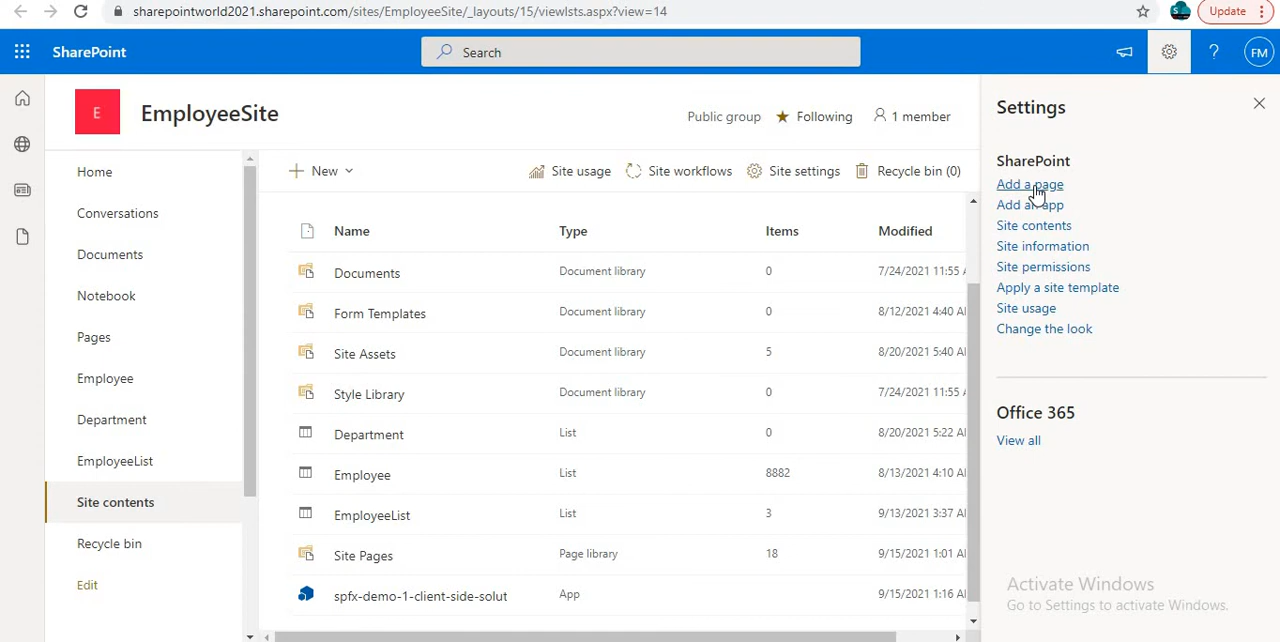 sharepointworld2021.sharepoint.com/sites/EmployeeSite/_layouts/15/viewlsts.aspx?view=14
S
Update
SharePoint
Search
?
FM
E
EmployeeSite
Public group
Following
1 member
Home
Conversations
Documents
Notebook
Pages
Employee
Department
EmployeeList
Site contents
Recycle bin
Edit
New
Site usage
Site workflows
Site settings
Recycle bin (0)
Name Type Items Modified
Documents Document library 0 7/24/2021 11:55
Form Templates Document library 0 8/12/2021 4:40
Site Assets Document library 5 8/20/2021 5:40
Style Library Document library 0 7/24/2021 11:55
Department List 0 8/20/2021 5:22
Employee List 8882 8/13/2021 4:10
EmployeeList List 3 9/13/2021 3:37
Site Pages Page library 18 9/15/2021 1:01
spfx-demo-1-client-side-solut App 9/15/2021 1:16
Settings
SharePoint
Add a page
Add an app
Site contents
Site information
Site permissions
Apply a site template
Site usage
Change the look
Office 365
View all
Activate Windows
Go to Settings to activate Windows.